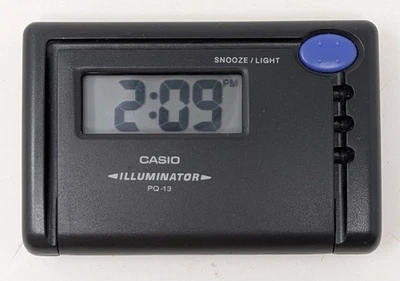 SNOOZE/LIGHT
2:09 PM
CASIO
ILLUMINATOR
PQ-13